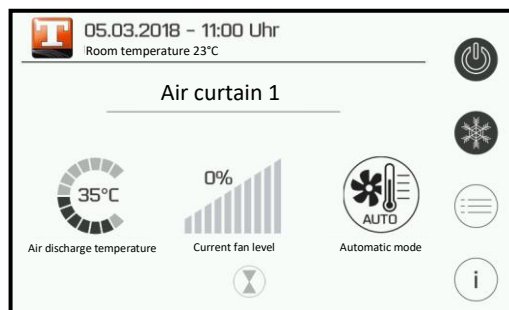 T
05.03.2018 - 11:00 Uhr
Room temperature 23°C
Air curtain 1
35°C
0%
AUTO
Air discharge temperature
Current fan level
Automatic mode
i